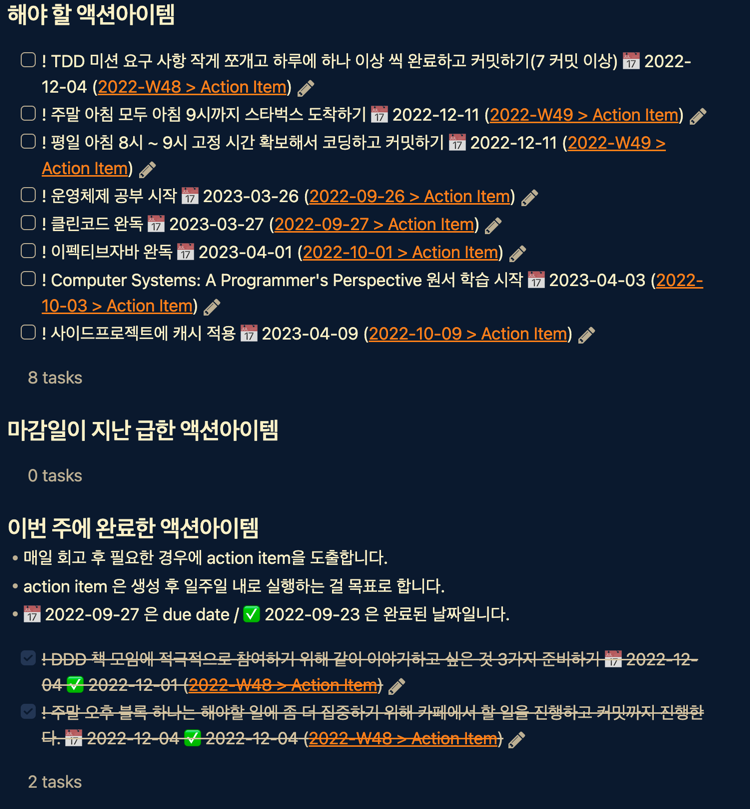 해야 할 액션아이템
! TDD 미션 요구 사항 작게 쪼개고 하루에 하나 이상 씩 완료하고 커밋하기(7 커밋 이상) 📅 2022-
12-04 (2022-W48 > Action Item)
! 주말 아침 모두 아침 9시까지 스타벅스 도착하기 📅 2022-12-11 (2022-W49 > Action Item)
! 평일 아침 8시 ~ 9시 고정 시간 확보해서 코딩하고 커밋하기 📅 2022-12-11 (2022-W49 >
Action Item)
! 운영체제 공부 시작 📅 2023-03-26 (2022-09-26 > Action Item)
! 클린코드 완독 📅 2023-03-27 (2022-09-27 > Action Item)
! 이펙티브자바 완독 📅 2023-04-01 (2022-10-01 > Action Item)
! Computer Systems: A Programmer's Perspective 원서 학습 시작 📅 2023-04-03 (2022-
10-03 > Action Item)
! 사이드프로젝트에 캐시 적용 📅 2023-04-09 (2022-10-09 > Action Item)
8 tasks
마감일이 지난 급한 액션아이템
0 tasks
이번 주에 완료한 액션아이템
• 매일 회고 후 필요한 경우에 action item을 도출합니다.
• action item 은 생성 후 일주일 내로 실행하는 걸 목표로 합니다.
• 📅 2022-09-27 은 due date / ✅ 2022-09-23 은 완료된 날짜일니다.
! DDD 책 모임에 적극적으로 참여하기 위해 같이 이야기하고 싶은 것 3가지 준비하기 📅 2022-12-
04 ✅ 2022-12-01 (2022-W48 > Action Item)
! 주말 오후 블록 하나는 해야할 일에 좀 더 집중하기 위해 카페에서 할 일을 진행하고 커밋까지 진행한
다. 📅 2022-12-04 ✅ 2022-12-04 (2022-W48 > Action Item)
2 tasks